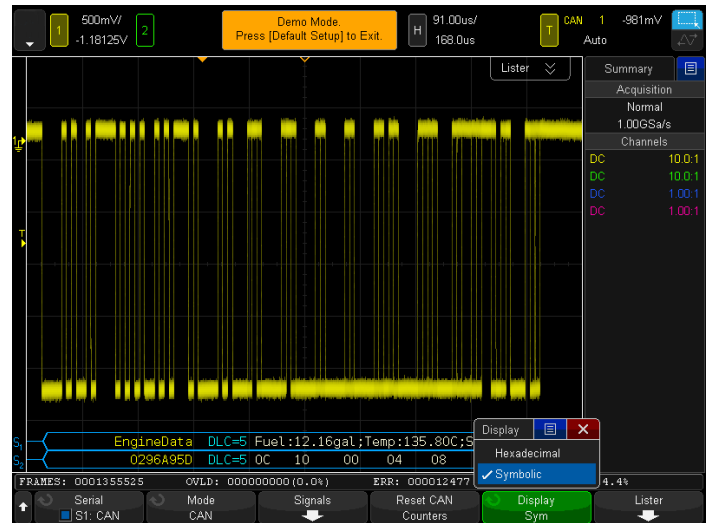 500mV/
1
2
-1.18125V
Demo Mode.
Press [Default Setup] to Exit.
H
91.00us/
168.0us
T
CAN 1 -981mV
Auto
Lister
Summary
Acquisition
Normal
1.00GSa/s
Channels
DC 10.0:1
DC 10.0:1
DC 1.00:1
DC 1.00:1
T
S1 EngineData DLC=5 Fuel:12.16gal;Temp:135.80C;S
S2 0296A95D DLC=5 0C 10 00 04 08
Display
Hexadecimal
Symbolic
FRAMES: 0001355525 OVLD: 000000000(0.0%) ERR: 000012477 4.4%
Serial
S1: CAN
Mode
CAN
Signals
Reset CAN
Counters
Display
Sym
Lister